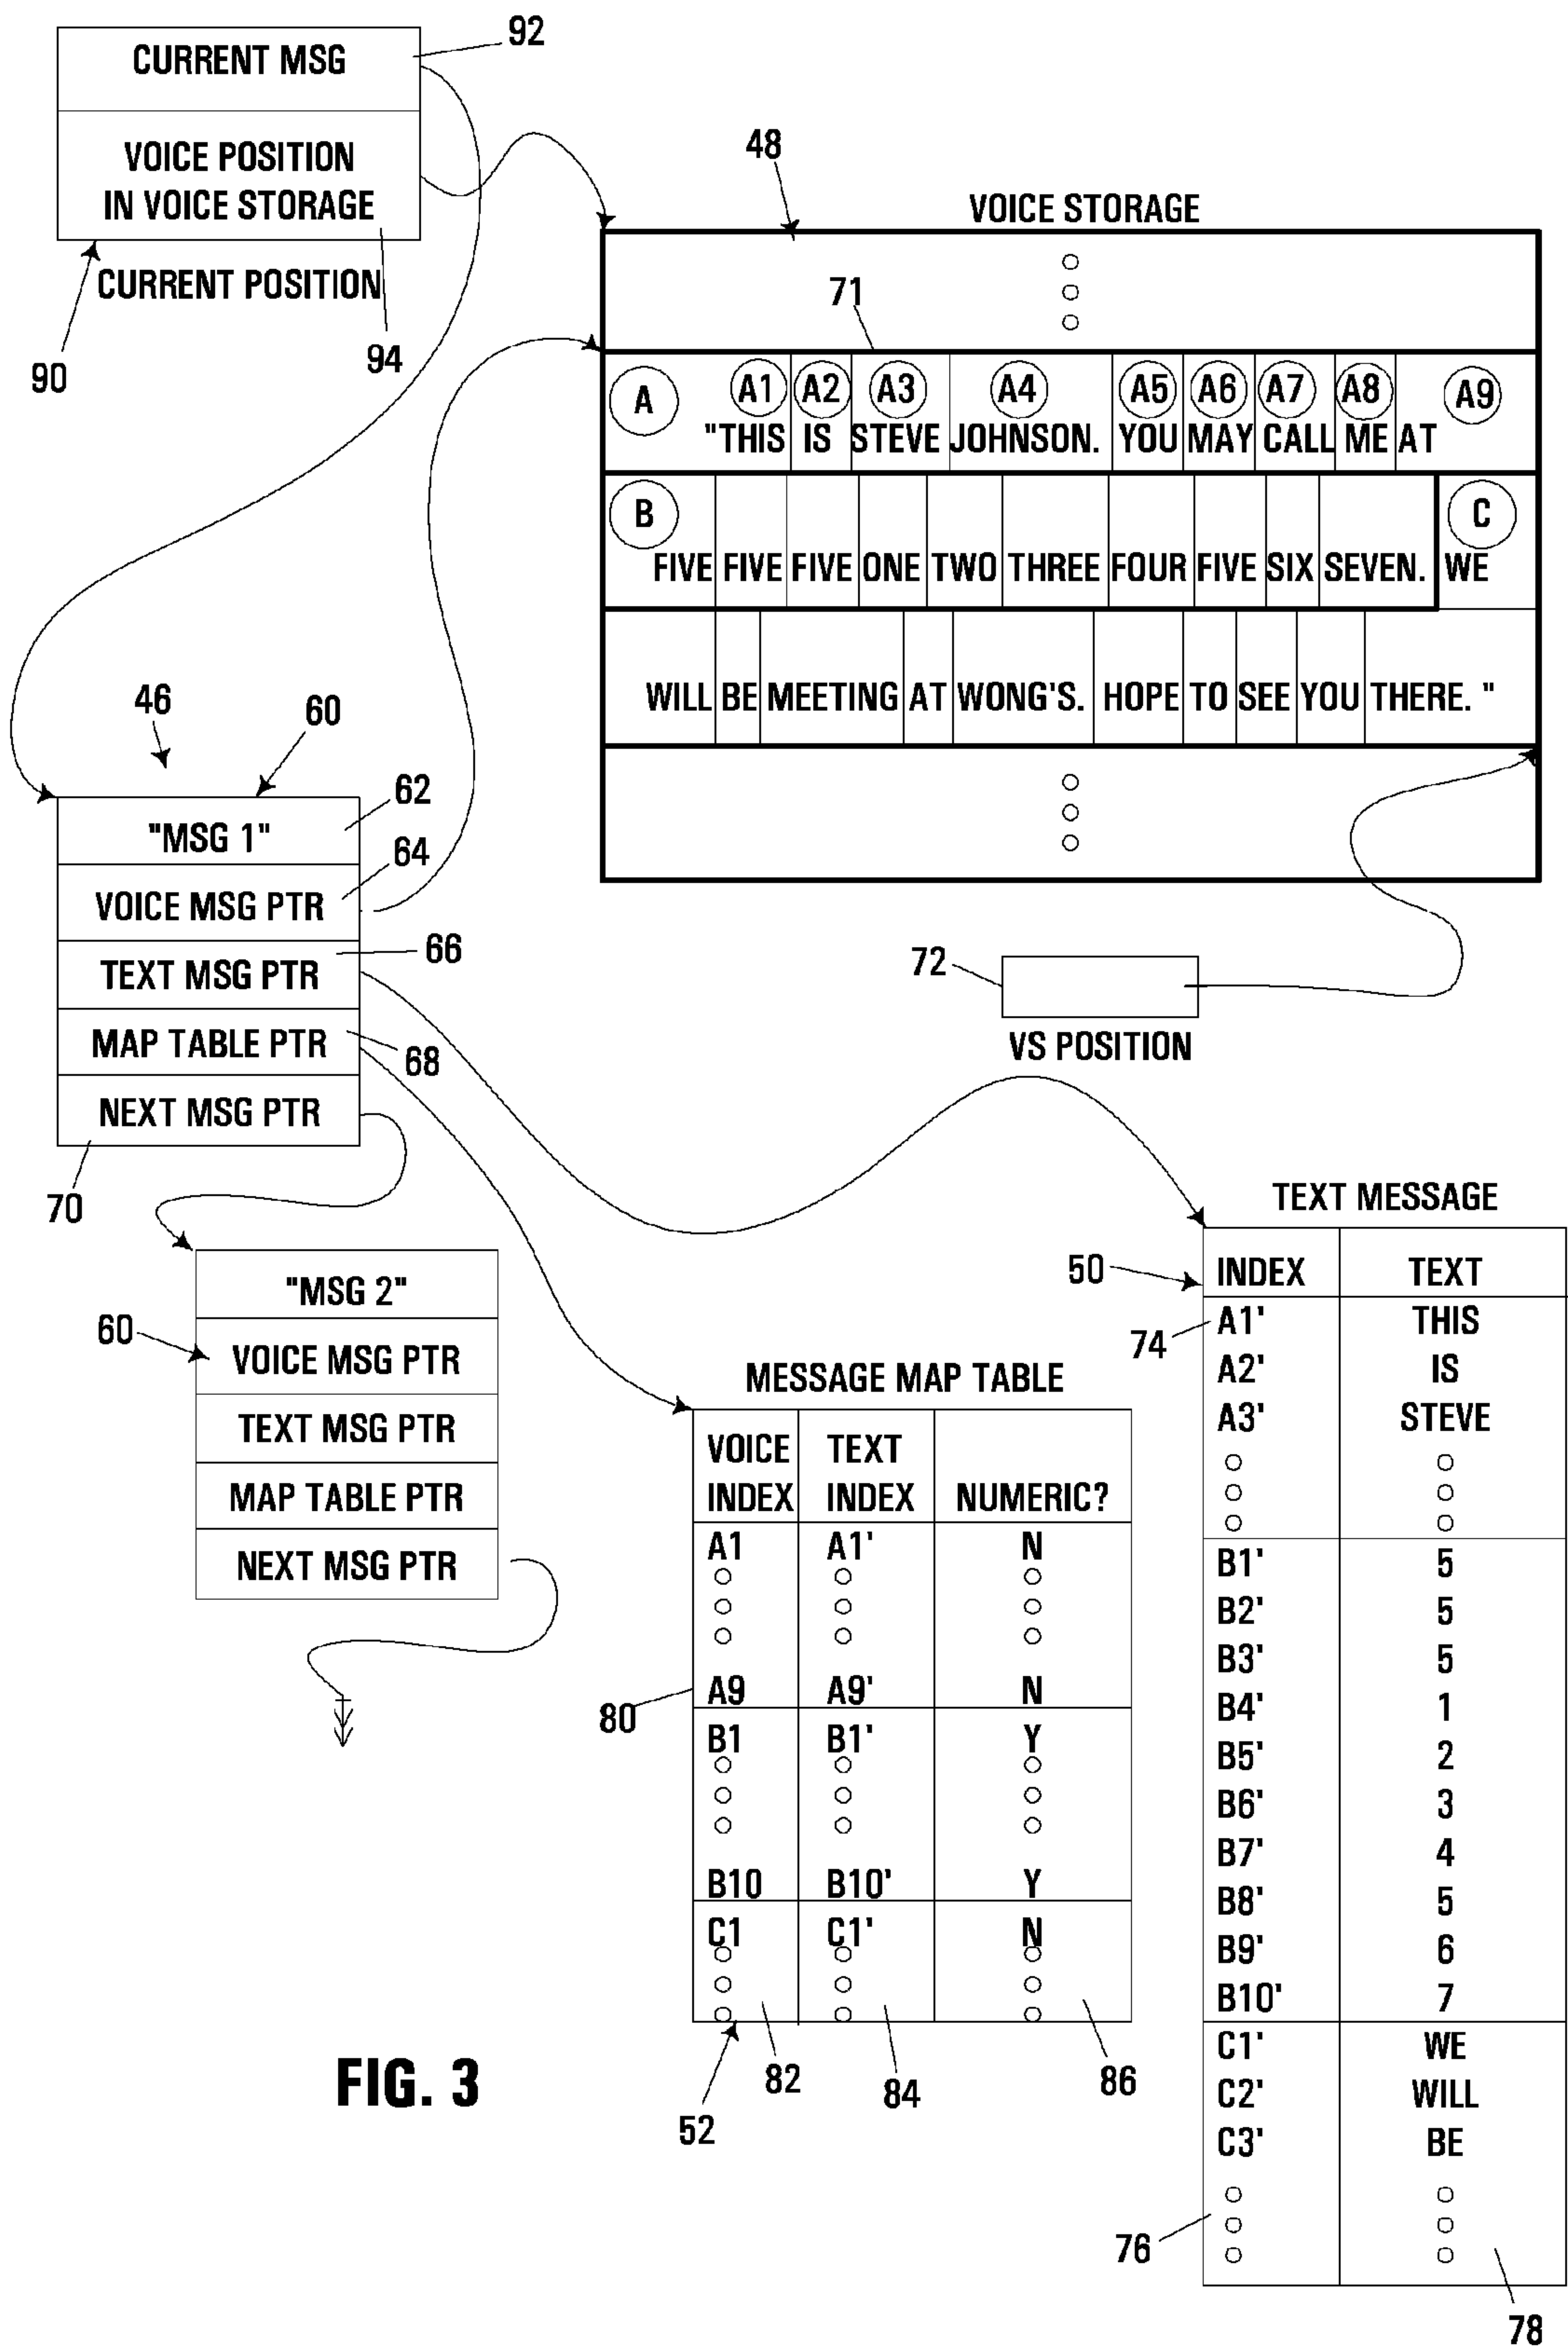 CURRENT MSG
92
VOICE POSITION
IN VOICE STORAGE
CURRENT POSITION
90
94
48
VOICE STORAGE
71
A A1 A2 A3 A4 A5 A6 A7 A8 A9
"THIS IS STEVE JOHNSON. YOU MAY CALL ME AT
B C
FIVE FIVE FIVE ONE TWO THREE FOUR FIVE SIX SEVEN. WE
WILL BE MEETING AT WONG'S. HOPE TO SEE YOU THERE. "
46
60
62
"MSG 1"
64
VOICE MSG PTR
66
TEXT MSG PTR
MAP TABLE PTR
68
NEXT MSG PTR
70
72
VS POSITION
"MSG 2"
60
VOICE MSG PTR
TEXT MSG PTR
MAP TABLE PTR
NEXT MSG PTR
MESSAGE MAP TABLE
VOICE TEXT
INDEX INDEX NUMERIC?
A1 A1' N
A9 A9' N
80
B1 B1' Y
B10 B10' Y
C1 C1' N
82
84
86
52
TEXT MESSAGE
50
INDEX TEXT
74
A1' THIS
A2' IS
A3' STEVE
B1' 5
B2' 5
B3' 5
B4' 1
B5' 2
B6' 3
B7' 4
B8' 5
B9' 6
B10' 7
C1' WE
C2' WILL
C3' BE
76
78
FIG. 3